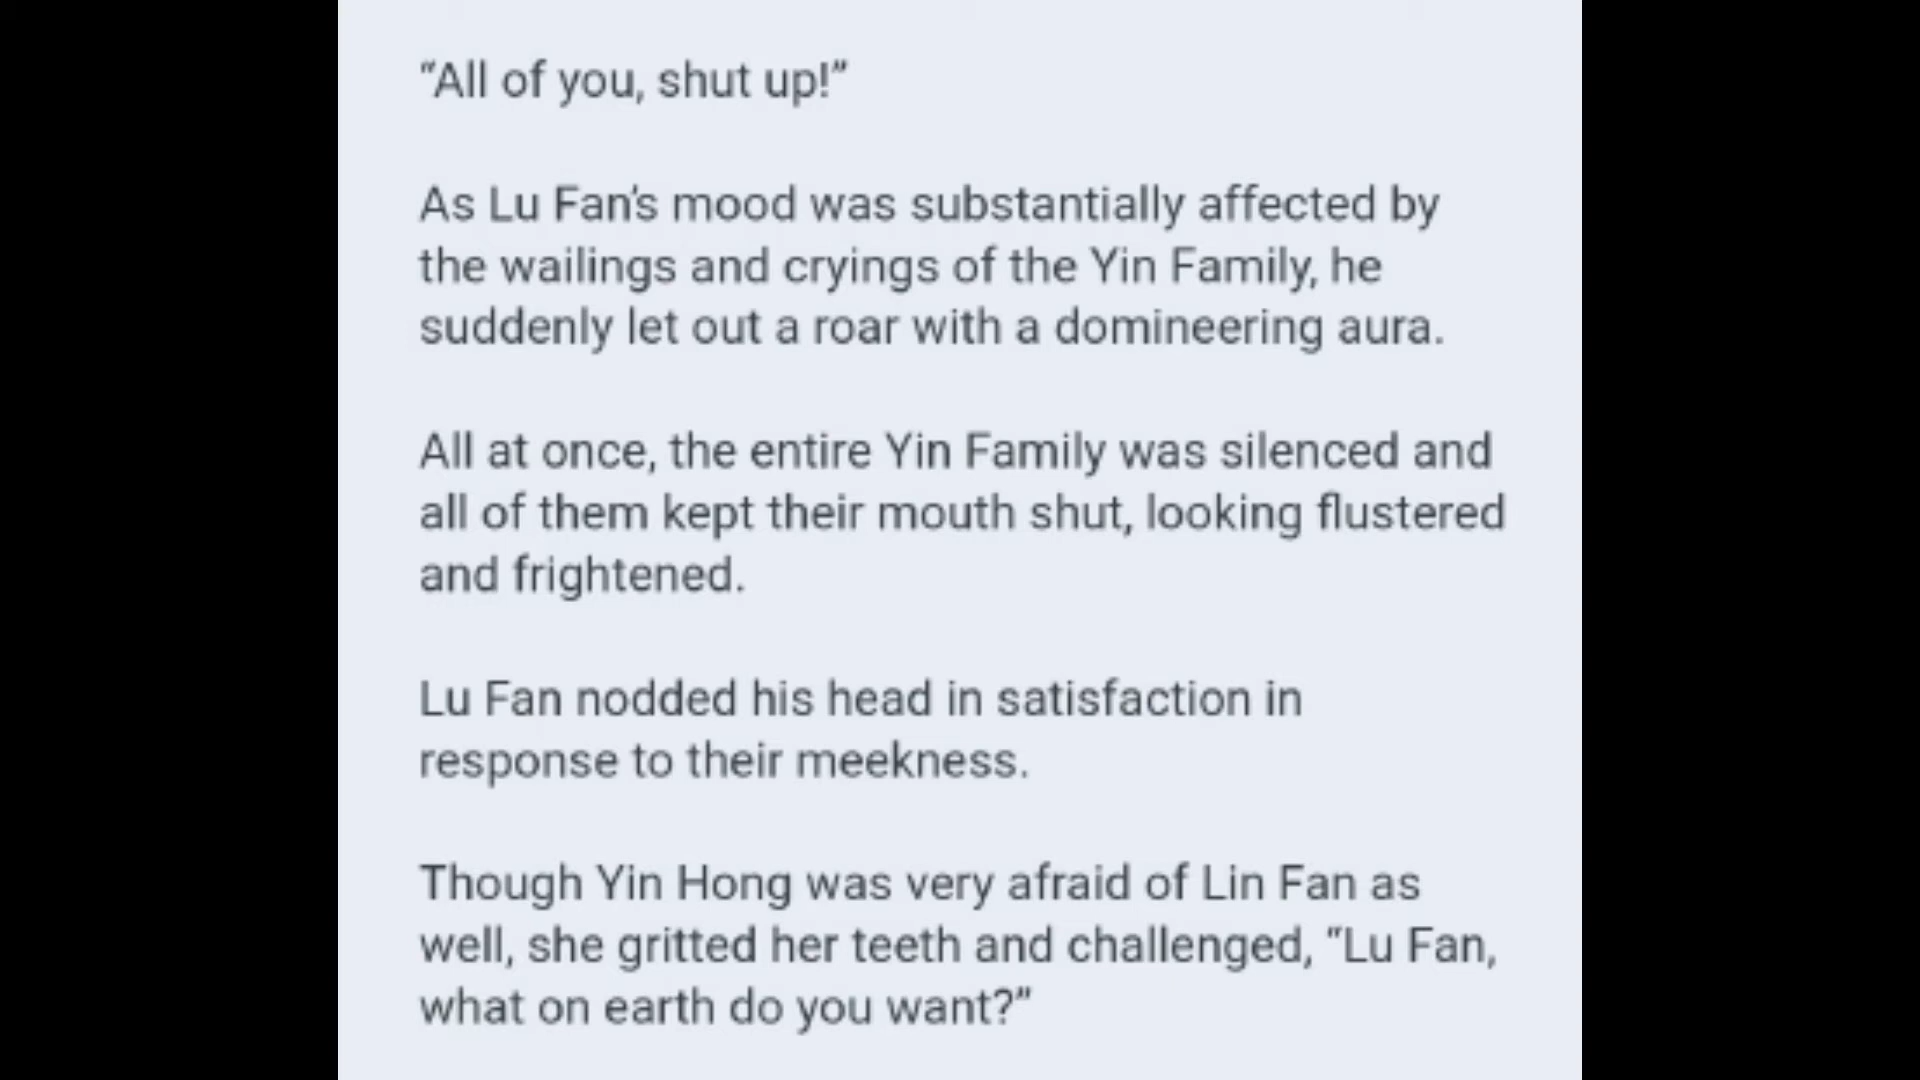 “All of you, shut up!”
As Lu Fan’s mood was substantially affected by
the wailings and cryings of the Yin Family, he
suddenly let out a roar with a domineering aura.
All at once, the entire Yin Family was silenced and
all of them kept their mouth shut, looking flustered
and frightened.
Lu Fan nodded his head in satisfaction in
response to their meekness.
Though Yin Hong was very afraid of Lin Fan as
well, she gritted her teeth and challenged, “Lu Fan,
what on earth do you want?”